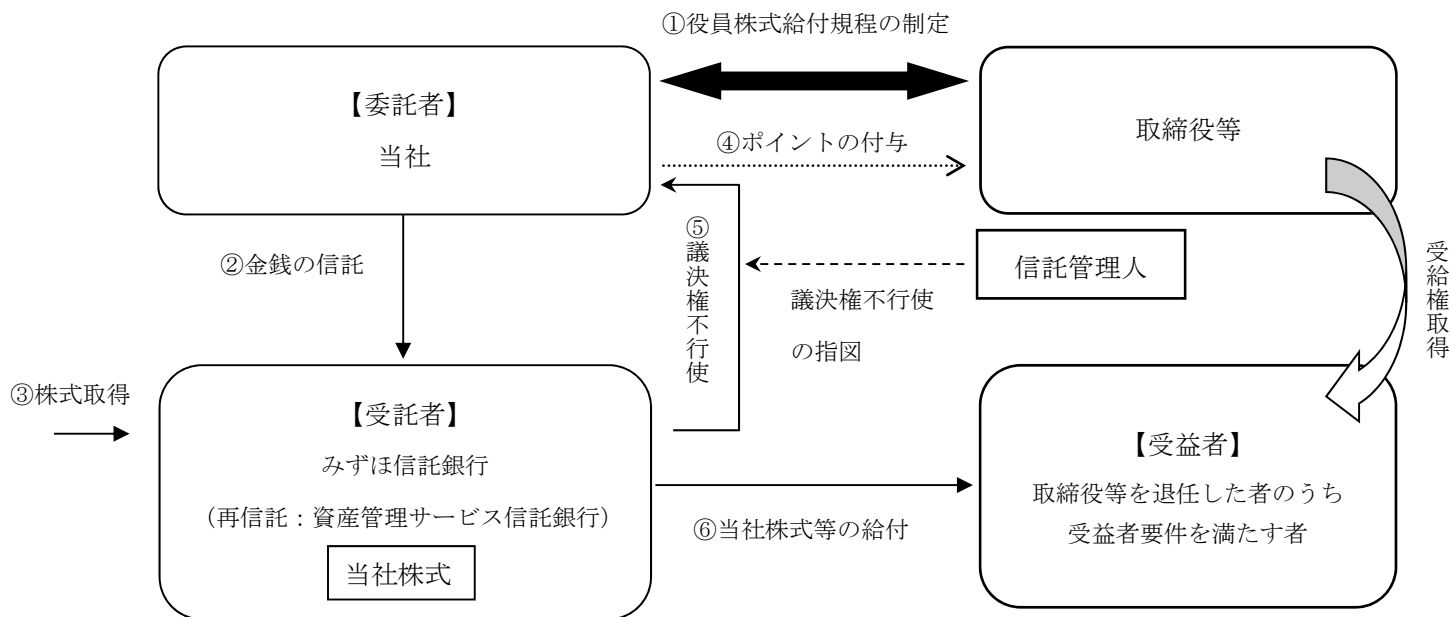 ①役員株式給付規程の制定
【委託者】
当社
取締役等
④ポイントの付与
②金銭の信託
⑤議決権不行使
信託管理人
議決権不行使
の指図
受給権取得
③株式取得
【受託者】
みずほ信託銀行
(再信託：資産管理サービス信託銀行)
当社株式
⑥当社株式等の給付
【受益者】
取締役等を退任した者のうち
受益者要件を満たす者